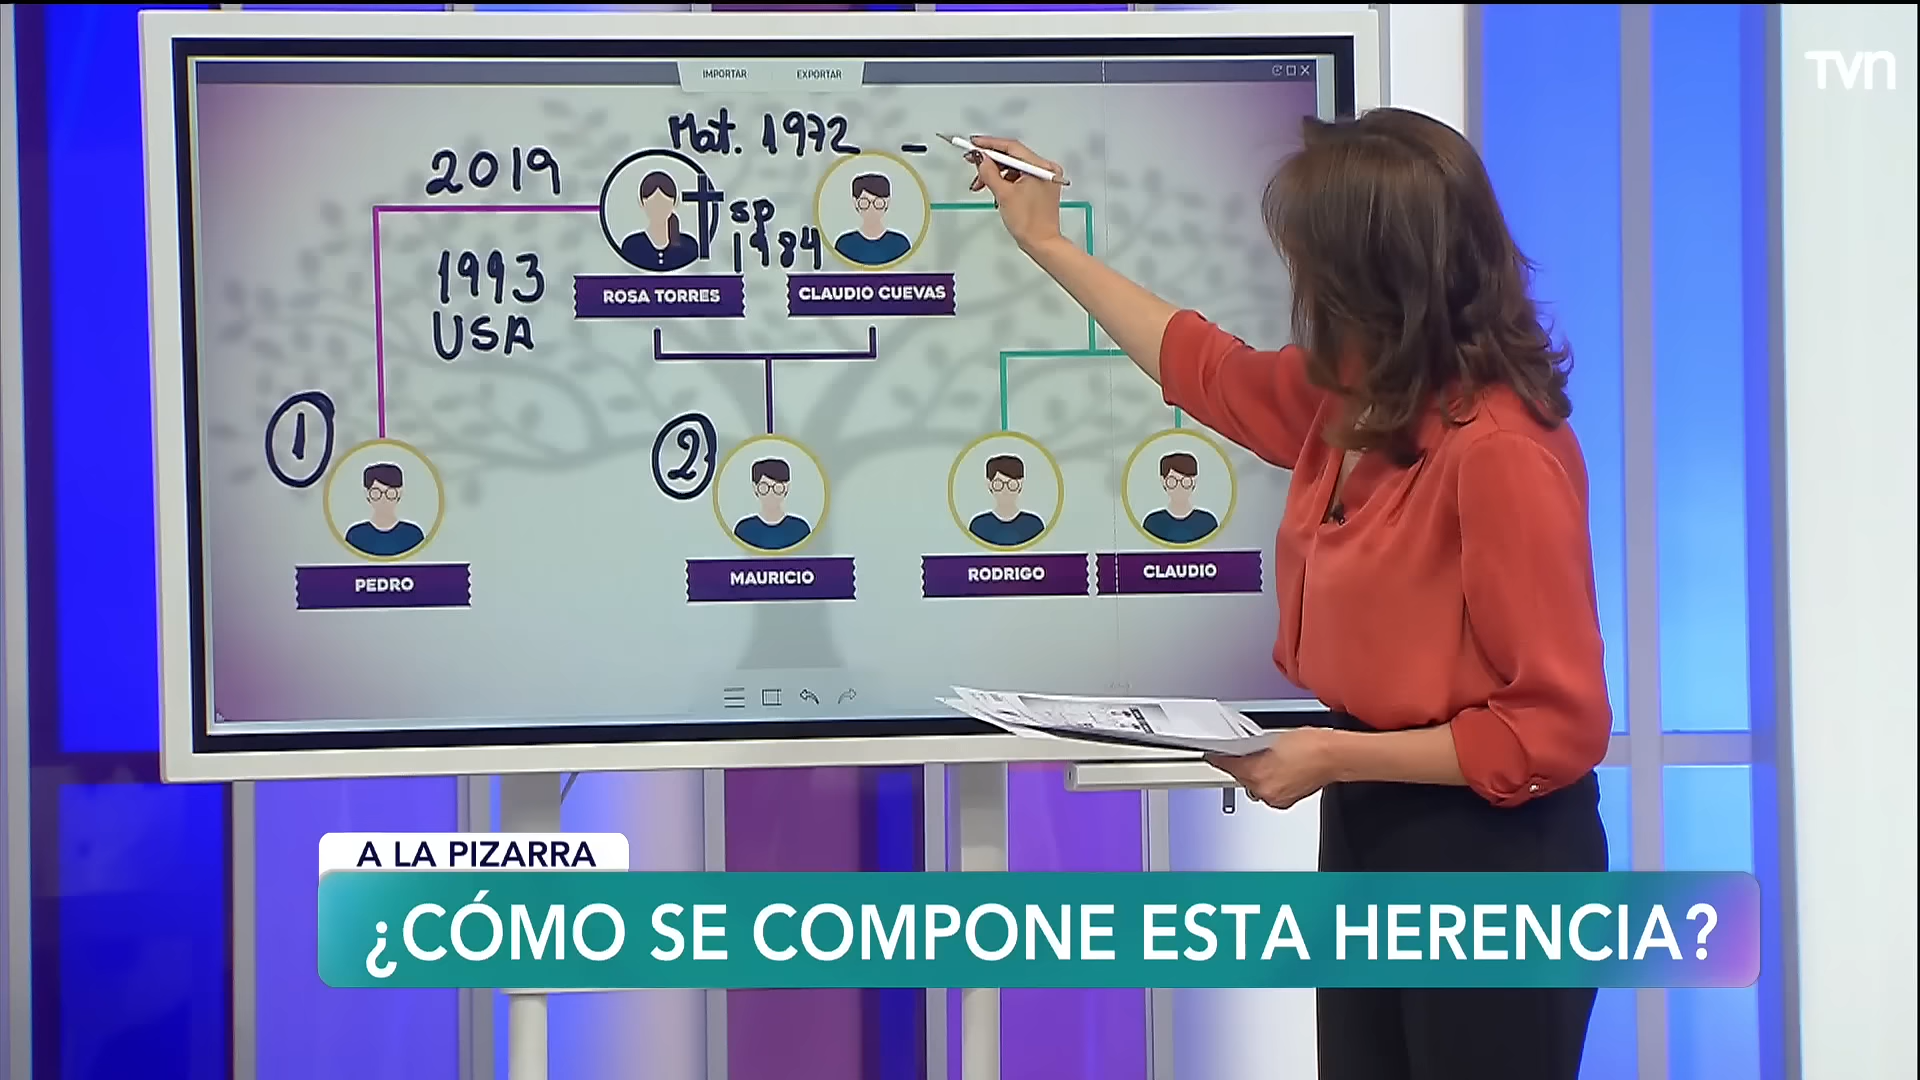 TVN
IMPORTAR EXPORTAR
Mat. 1972 –
2019
sp
1984
1993
USA
ROSA TORRES
CLAUDIO CUEVAS
1
2
PEDRO
MAURICIO
RODRIGO
CLAUDIO
A LA PIZARRA
¿CÓMO SE COMPONE ESTA HERENCIA?